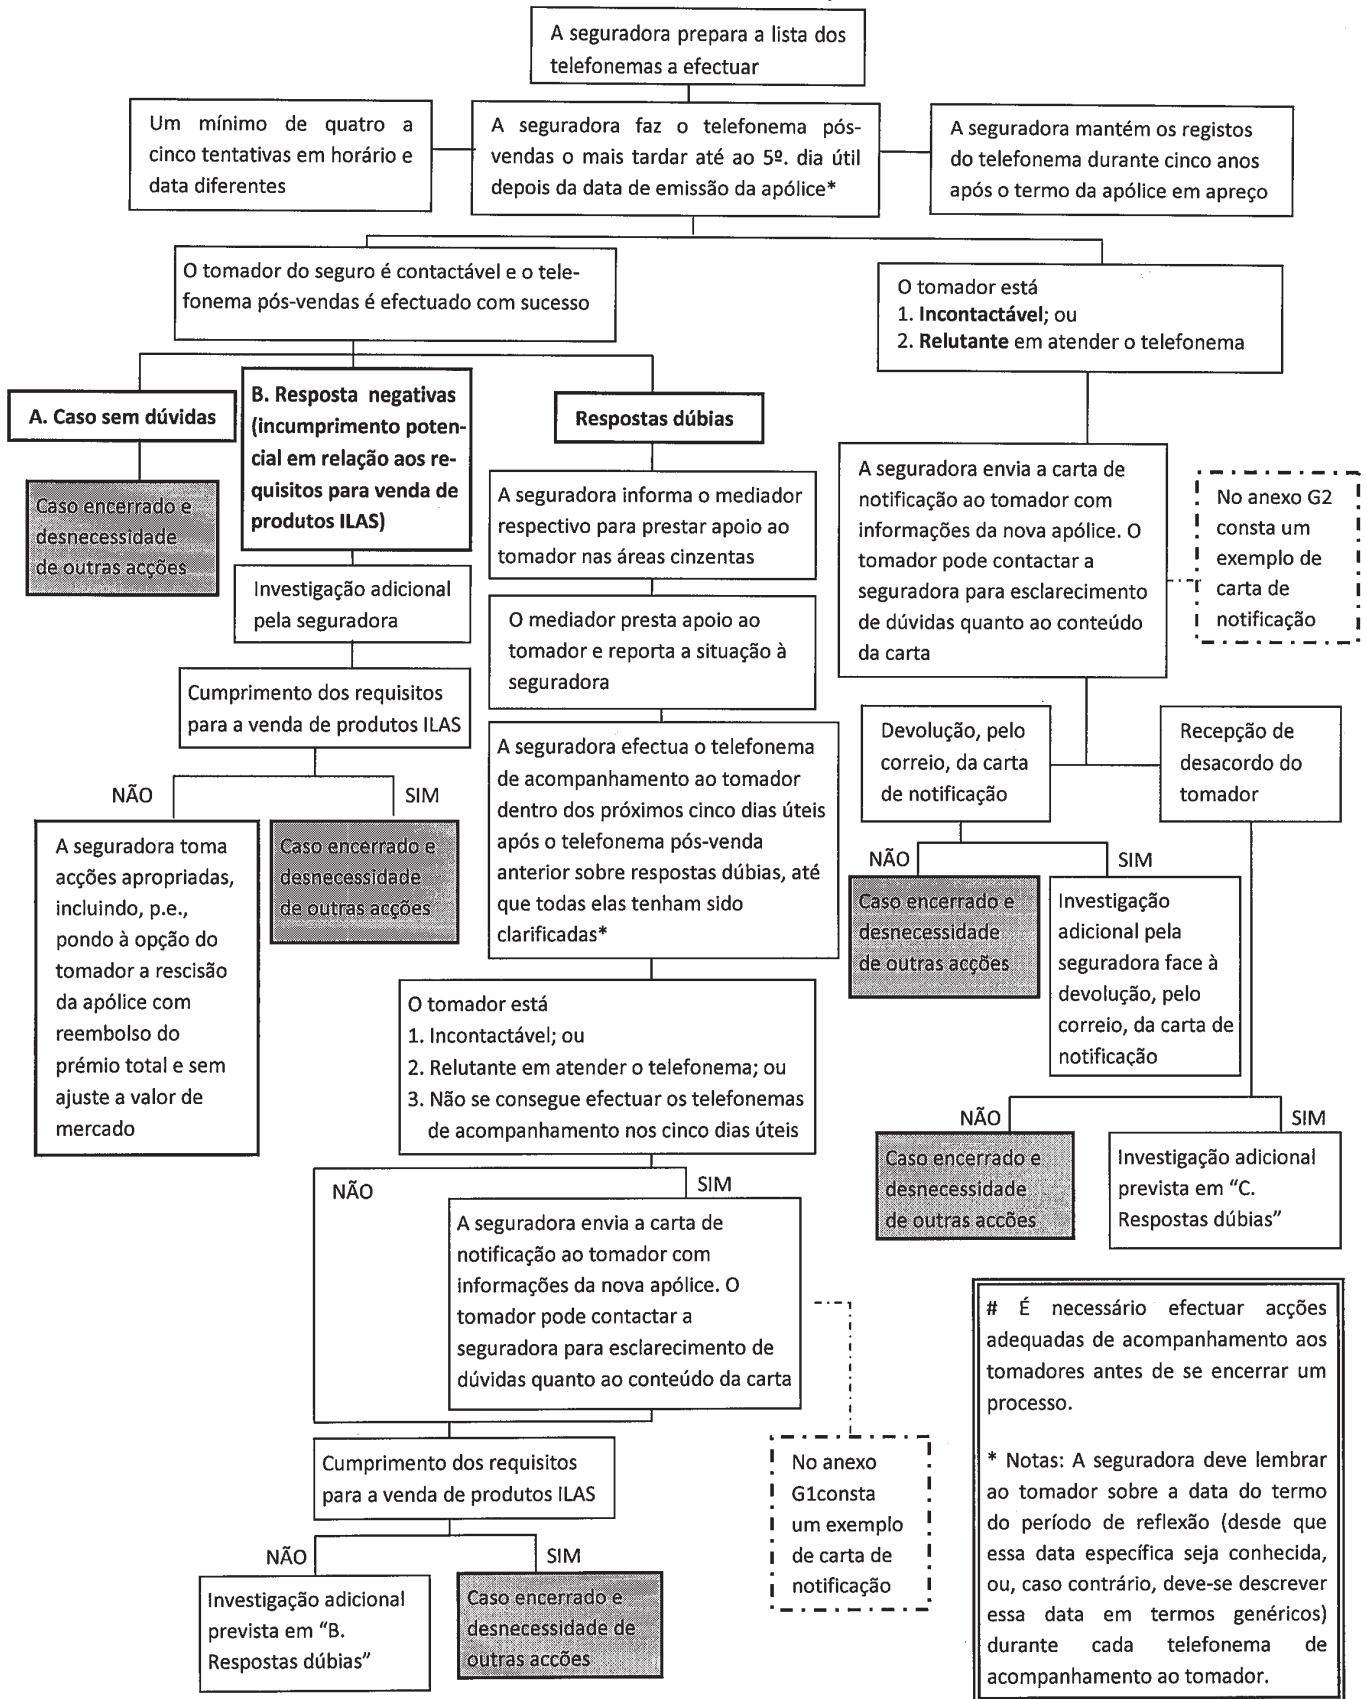 A seguradora prepara a lista dos
telefonemas a efectuar
Um mínimo de quatro a
cinco tentativas em horário e
data diferentes
A seguradora faz o telefonema pós-
vendas o mais tardar até ao 5º. dia útil
depois da data de emissão da apólice*
A seguradora mantém os registos
do telefonema durante cinco anos
após o termo da apólice em apreço
O tomador do seguro é contactável e o tele-
fonema pós-vendas é efectuado com sucesso
O tomador está
1. Incontactável; ou
2. Relutante em atender o telefonema
A. Caso sem dúvidas
Caso encerrado e
desnecessidade
de outras acções
B. Resposta negativas
(incumprimento poten-
cial em relação aos re-
quisitos para venda de
produtos ILAS)
Investigação adicional
pela seguradora
Cumprimento dos requisitos
para a venda de produtos ILAS
NÃO
SIM
A seguradora toma
acções apropriadas,
incluindo, p.e.,
pondo à opção do
tomador a rescisão
da apólice com
reembolso do
prémio total e sem
ajuste a valor de
mercado
Caso encerrado e
desnecessidade
de outras acções
Respostas dúbias
A seguradora informa o mediador
respectivo para prestar apoio ao
tomador nas áreas cinzentas
O mediador presta apoio ao
tomador e reporta a situação à
seguradora
A seguradora efectua o telefonema
de acompanhamento ao tomador
dentro dos próximos cinco dias úteis
após o telefonema pós-venda
anterior sobre respostas dúbias, até
que todas elas tenham sido
clarificadas*
O tomador está
1. Incontactável; ou
2. Relutante em atender o telefonema; ou
3. Não se consegue efectuar os telefonemas
de acompanhamento nos cinco dias úteis
NÃO
SIM
A seguradora envia a carta de
notificação ao tomador com
informações da nova apólice. O
tomador pode contactar a
seguradora para esclarecimento de
dúvidas quanto ao conteúdo da carta
No anexo
G1consta
um exemplo
de carta de
notificação
Cumprimento dos requisitos
para a venda de produtos ILAS
NÃO
SIM
Investigação adicional
prevista em “B.
Respostas dúbias”
Caso encerrado e
desnecessidade de
outras acções
A seguradora envia a carta de
notificação ao tomador com
informações da nova apólice. O
tomador pode contactar a
seguradora para esclarecimento
de dúvidas quanto ao conteúdo
da carta
No anexo G2
consta um
exemplo de
carta de
notificação
Devolução, pelo
correio, da carta
de notificação
Recepção de
desacordo do
tomador
NÃO
SIM
Caso encerrado e
desnecessidade
de outras acções
Investigação
adicional pela
seguradora face à
devolução, pelo
correio, da carta de
notificação
NÃO
SIM
Caso encerrado e
desnecessidade
de outras acções
Investigação adicional
prevista em “C.
Respostas dúbias”
# É necessário efectuar acções
adequadas de acompanhamento aos
tomadores antes de se encerrar um
processo.
* Notas: A seguradora deve lembrar
ao tomador sobre a data do termo
do período de reflexão (desde que
essa data específica seja conhecida,
ou, caso contrário, deve-se descrever
essa data em termos genéricos)
durante cada telefonema de
acompanhamento ao tomador.